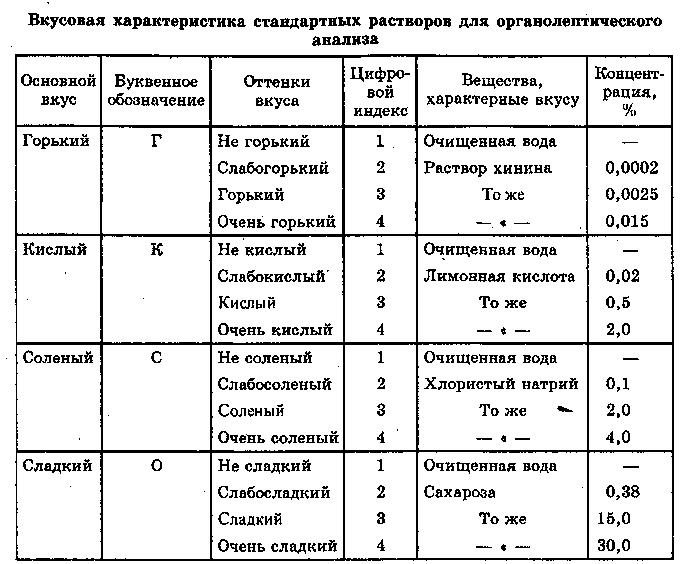 Вкусовая характеристика стандартных растворов для органолептического
анализа
Основной вкус | Буквенное обозначение | Оттенки вкуса | Цифро-вой индекс | Вещества, характерные вкусу | Концент-рация, %
Горький | Г | Не горький | 1 | Очищенная вода | —
Слабогорький | 2 | Раствор хинина | 0,0002
Горький | 3 | То же | 0,0025
Очень горький | 4 | — « — | 0,015
Кислый | К | Не кислый | 1 | Очищенная вода | —
Слабокислый | 2 | Лимонная кислота | 0,02
Кислый | 3 | То же | 0,5
Очень кислый | 4 | — « — | 2,0
Соленый | С | Не соленый | 1 | Очищенная вода | —
Слабосоленый | 2 | Хлористый натрий | 0,1
Соленый | 3 | То же | 2,0
Очень соленый | 4 | — « — | 4,0
Сладкий | О | Не сладкий | 1 | Очищенная вода | —
Слабосладкий | 2 | Сахароза | 0,38
Сладкий | 3 | То же | 15,0
Очень сладкий | 4 | — « — | 30,0